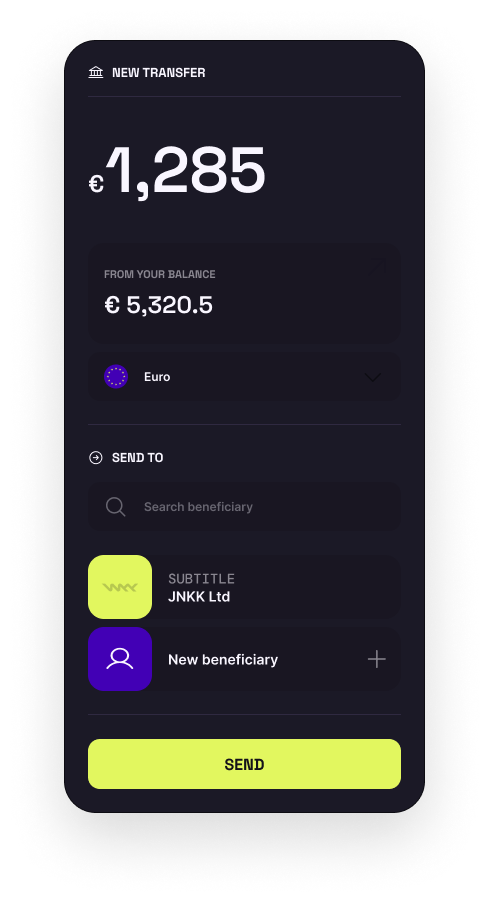 NEW TRANSFER
€1,285
FROM YOUR BALANCE
€ 5,320.5
Euro
SEND TO
Search beneficiary
SUBTITLE
JNKK Ltd
New beneficiary
SEND